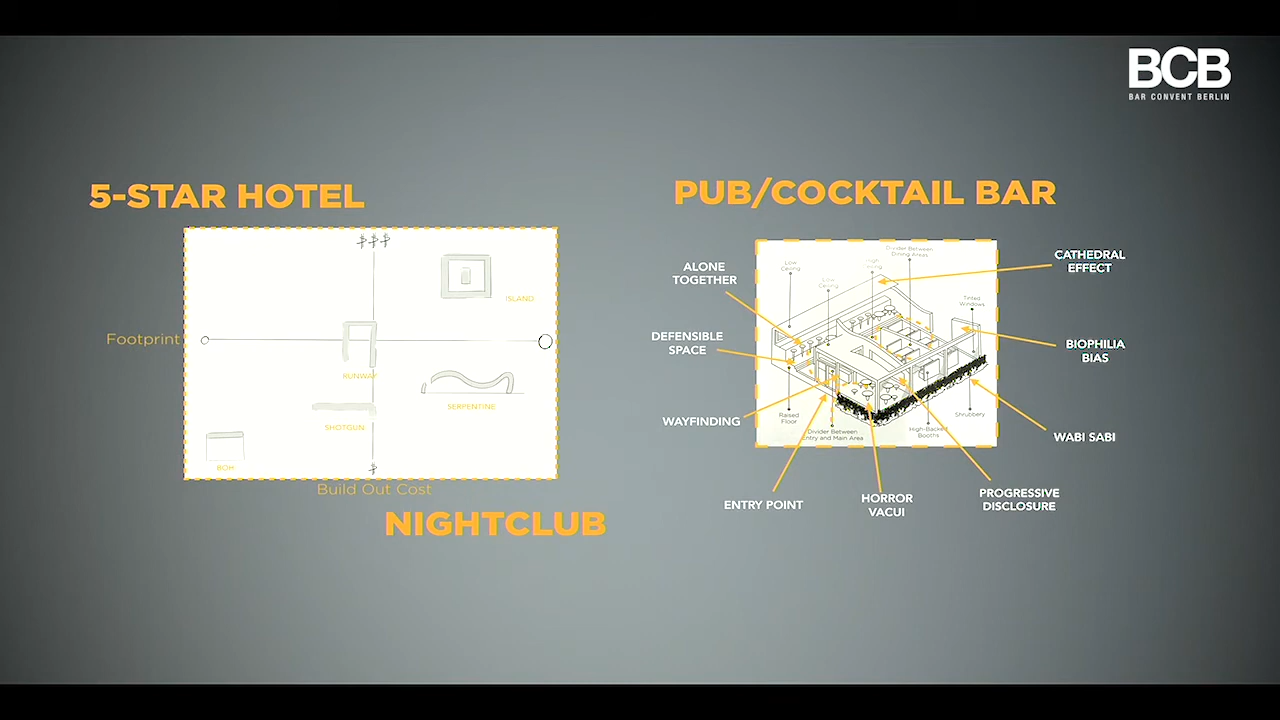 BCB
BAR CONVENT BERLIN
5-STAR HOTEL
$$$
ISLAND
Footprint
RUNWAY
SERPENTINE
SHOTGUN
BOH
$
Build Out Cost
NIGHTCLUB
PUB/COCKTAIL BAR
ALONE
TOGETHER
DEFENSIBLE
SPACE
WAYFINDING
ENTRY POINT
HORROR
VACUI
PROGRESSIVE
DISCLOSURE
WABI SABI
BIOPHILIA
BIAS
CATHEDRAL
EFFECT
Divider Between
Dining Areas
Low
Ceiling
Low
Ceiling
High
Ceiling
Tinted
Windows
Raised
Floor
Divider Between
Entry and Main Area
High-Backed
Booths
Shrubbery